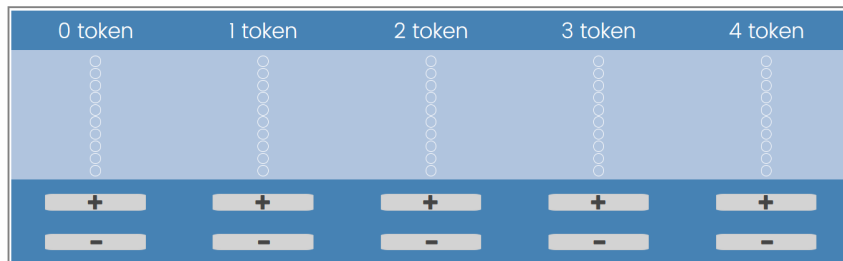 0 token 1 token 2 token 3 token 4 token
+ + + + +
- - - - -